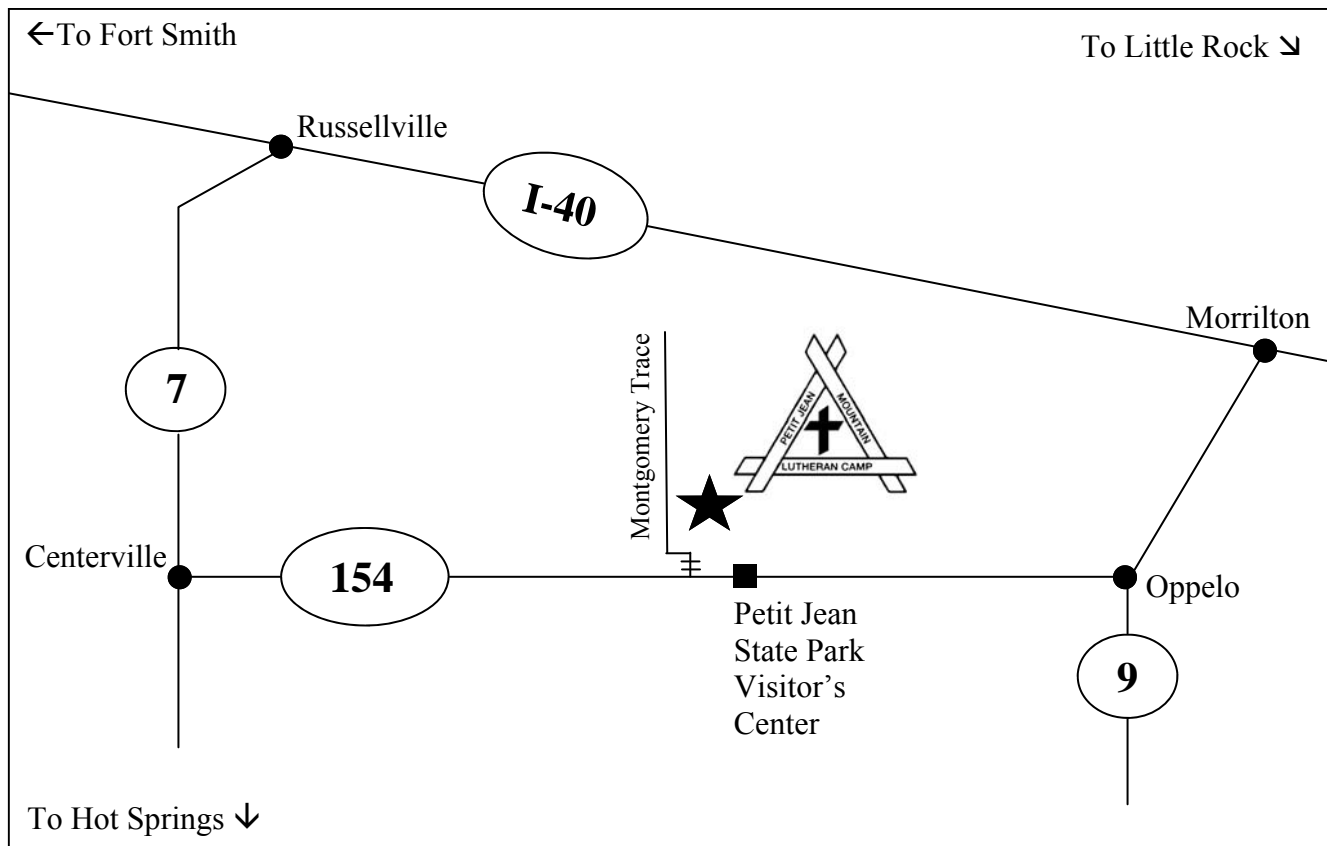 ←To Fort Smith
To Little Rock ↘
Russellville
I-40
Morrilton
7
Montgomery Trace
PETIT JEAN
MOUNTAIN
LUTHERAN CAMP
Centerville
154
Oppelo
Petit Jean
State Park
Visitor’s
Center
9
To Hot Springs ↓